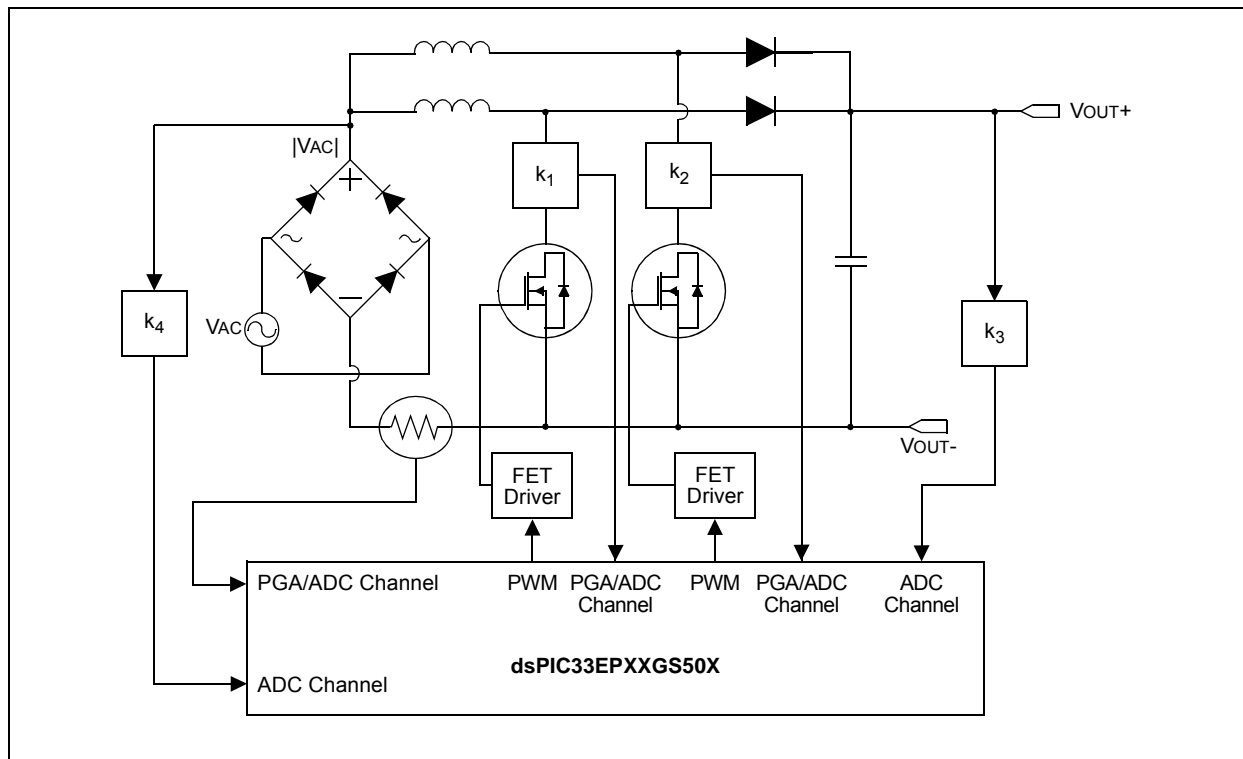 VOUT+
|VAC|
k1
k2
+
k4
VAC
k3
VOUT-
FET
Driver
FET
Driver
PGA/ADC Channel
PWM
PGA/ADC
Channel
PWM
PGA/ADC
Channel
ADC
Channel
dsPIC33EPXXGS50X
ADC Channel